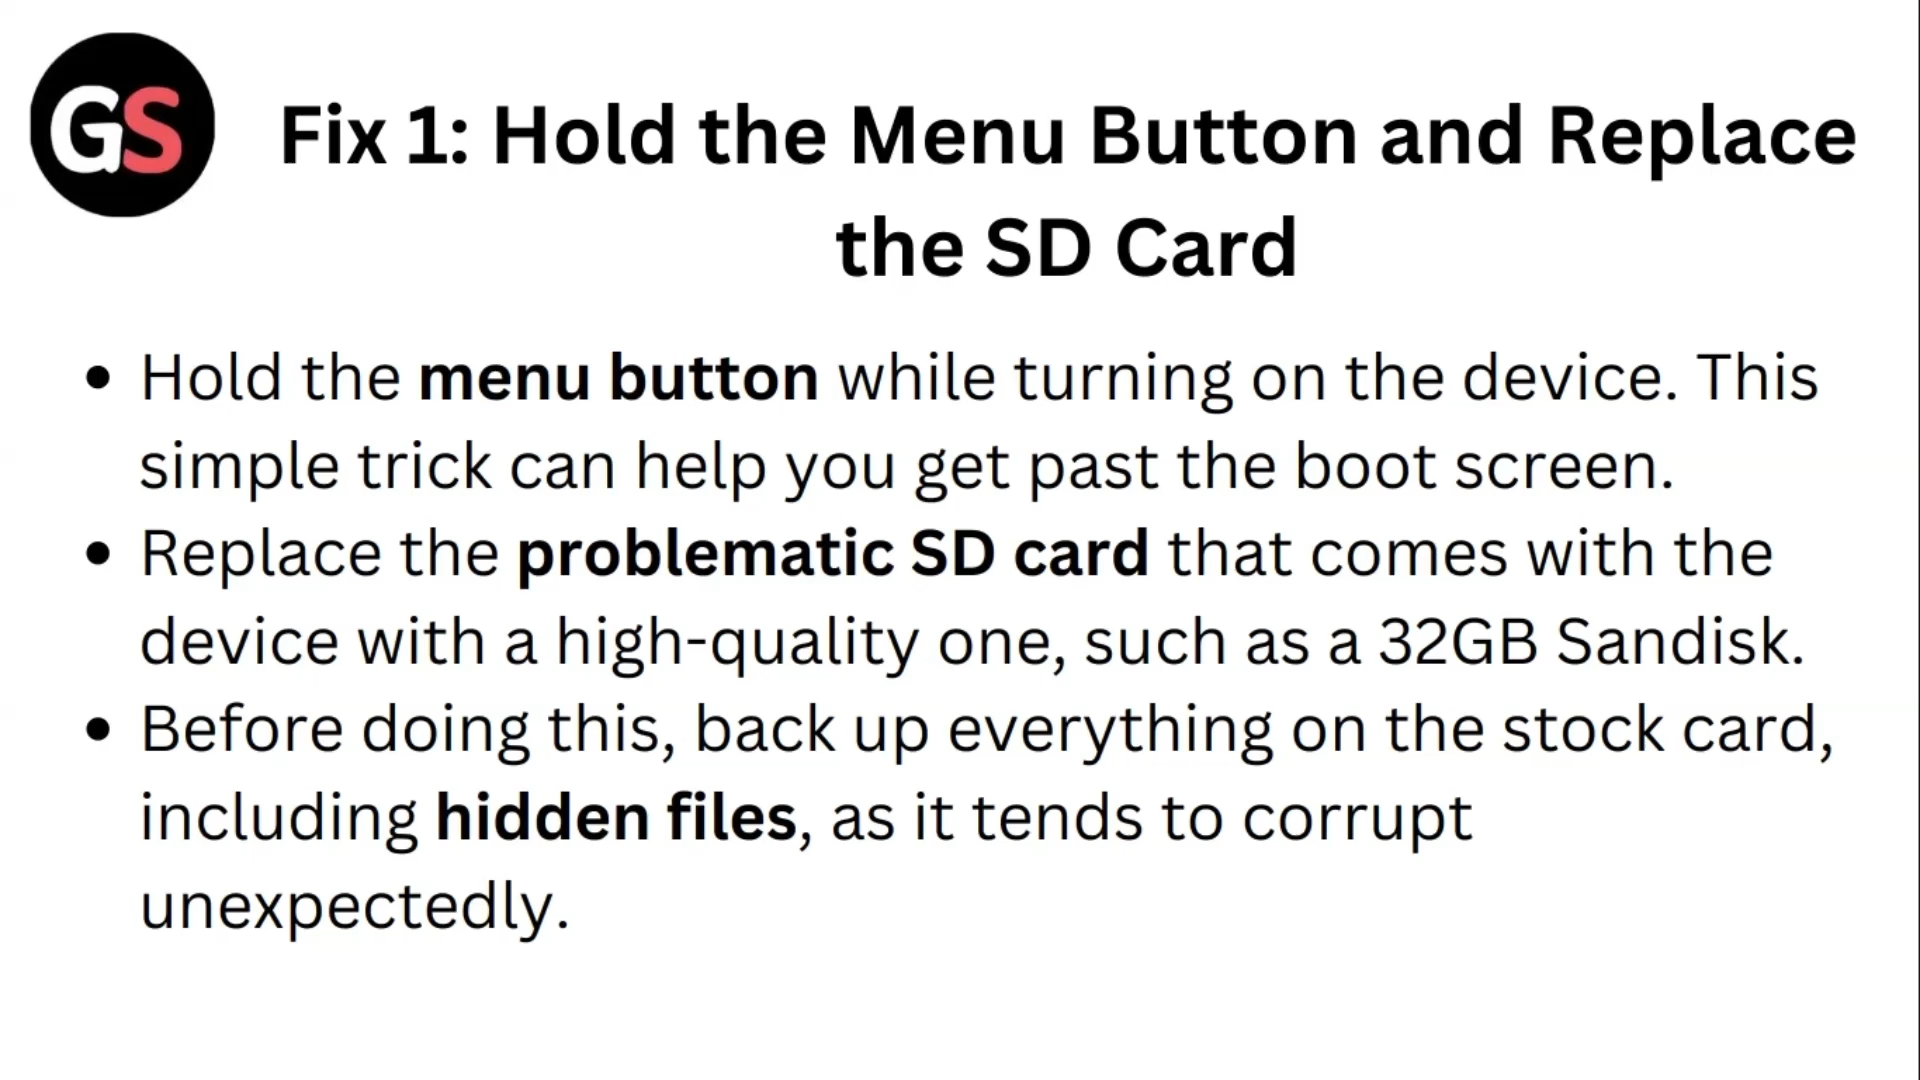 GS
Fix 1: Hold the Menu Button and Replace
the SD Card
• Hold the menu button while turning on the device. This
simple trick can help you get past the boot screen.
• Replace the problematic SD card that comes with the
device with a high-quality one, such as a 32GB Sandisk.
• Before doing this, back up everything on the stock card,
including hidden files, as it tends to corrupt
unexpectedly.